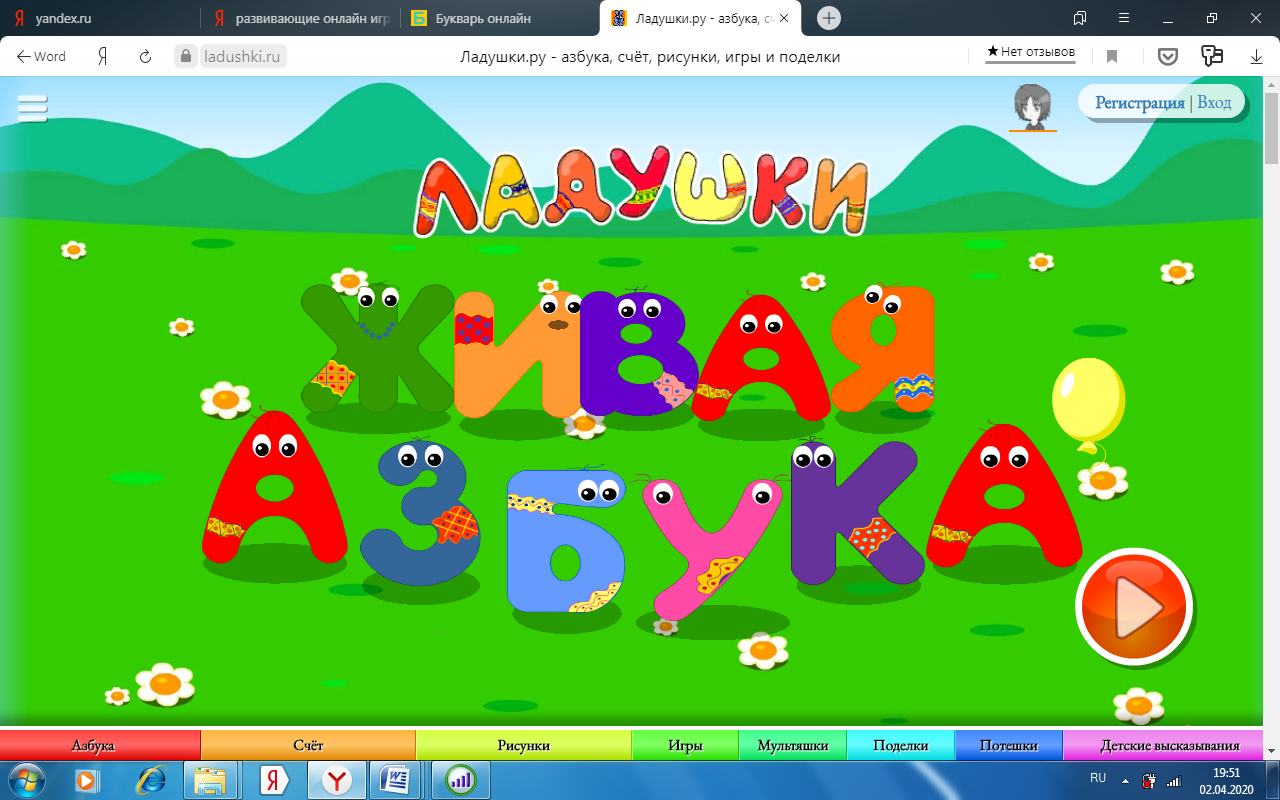 yandex.ru
развивающие онлайн игр
Букварь онлайн
Ладушки.ру - азбука, сч
Word
ladushki.ru
Ладушки.ру - азбука, счёт, рисунки, игры и поделки
★Нет отзывов
Регистрация | Вход
ЛАДУШКИ
ЖИВАЯ
АЗБУКА
Азбука
Счёт
Рисунки
Игры
Мультяшки
Поделки
Потешки
Детские высказывания
RU
19:51
02.04.2020